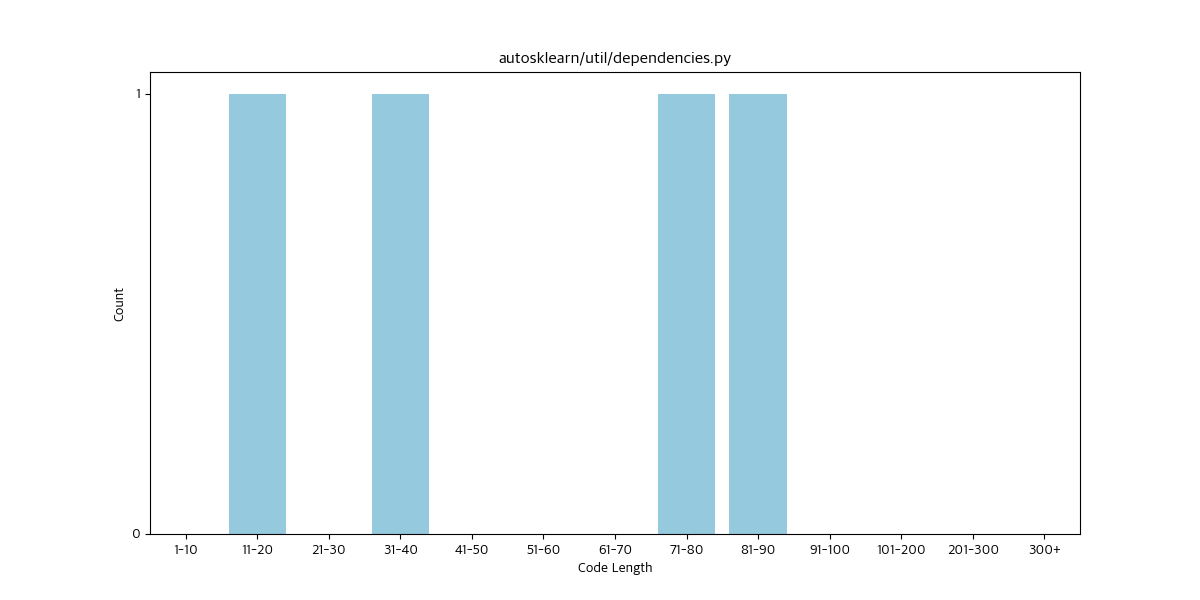 autosklearn/util/dependencies.py
Count
1
0
1-10 11-20 21-30 31-40 41-50 51-60 61-70 71-80 81-90 91-100 101-200 201-300 300+
Code Length